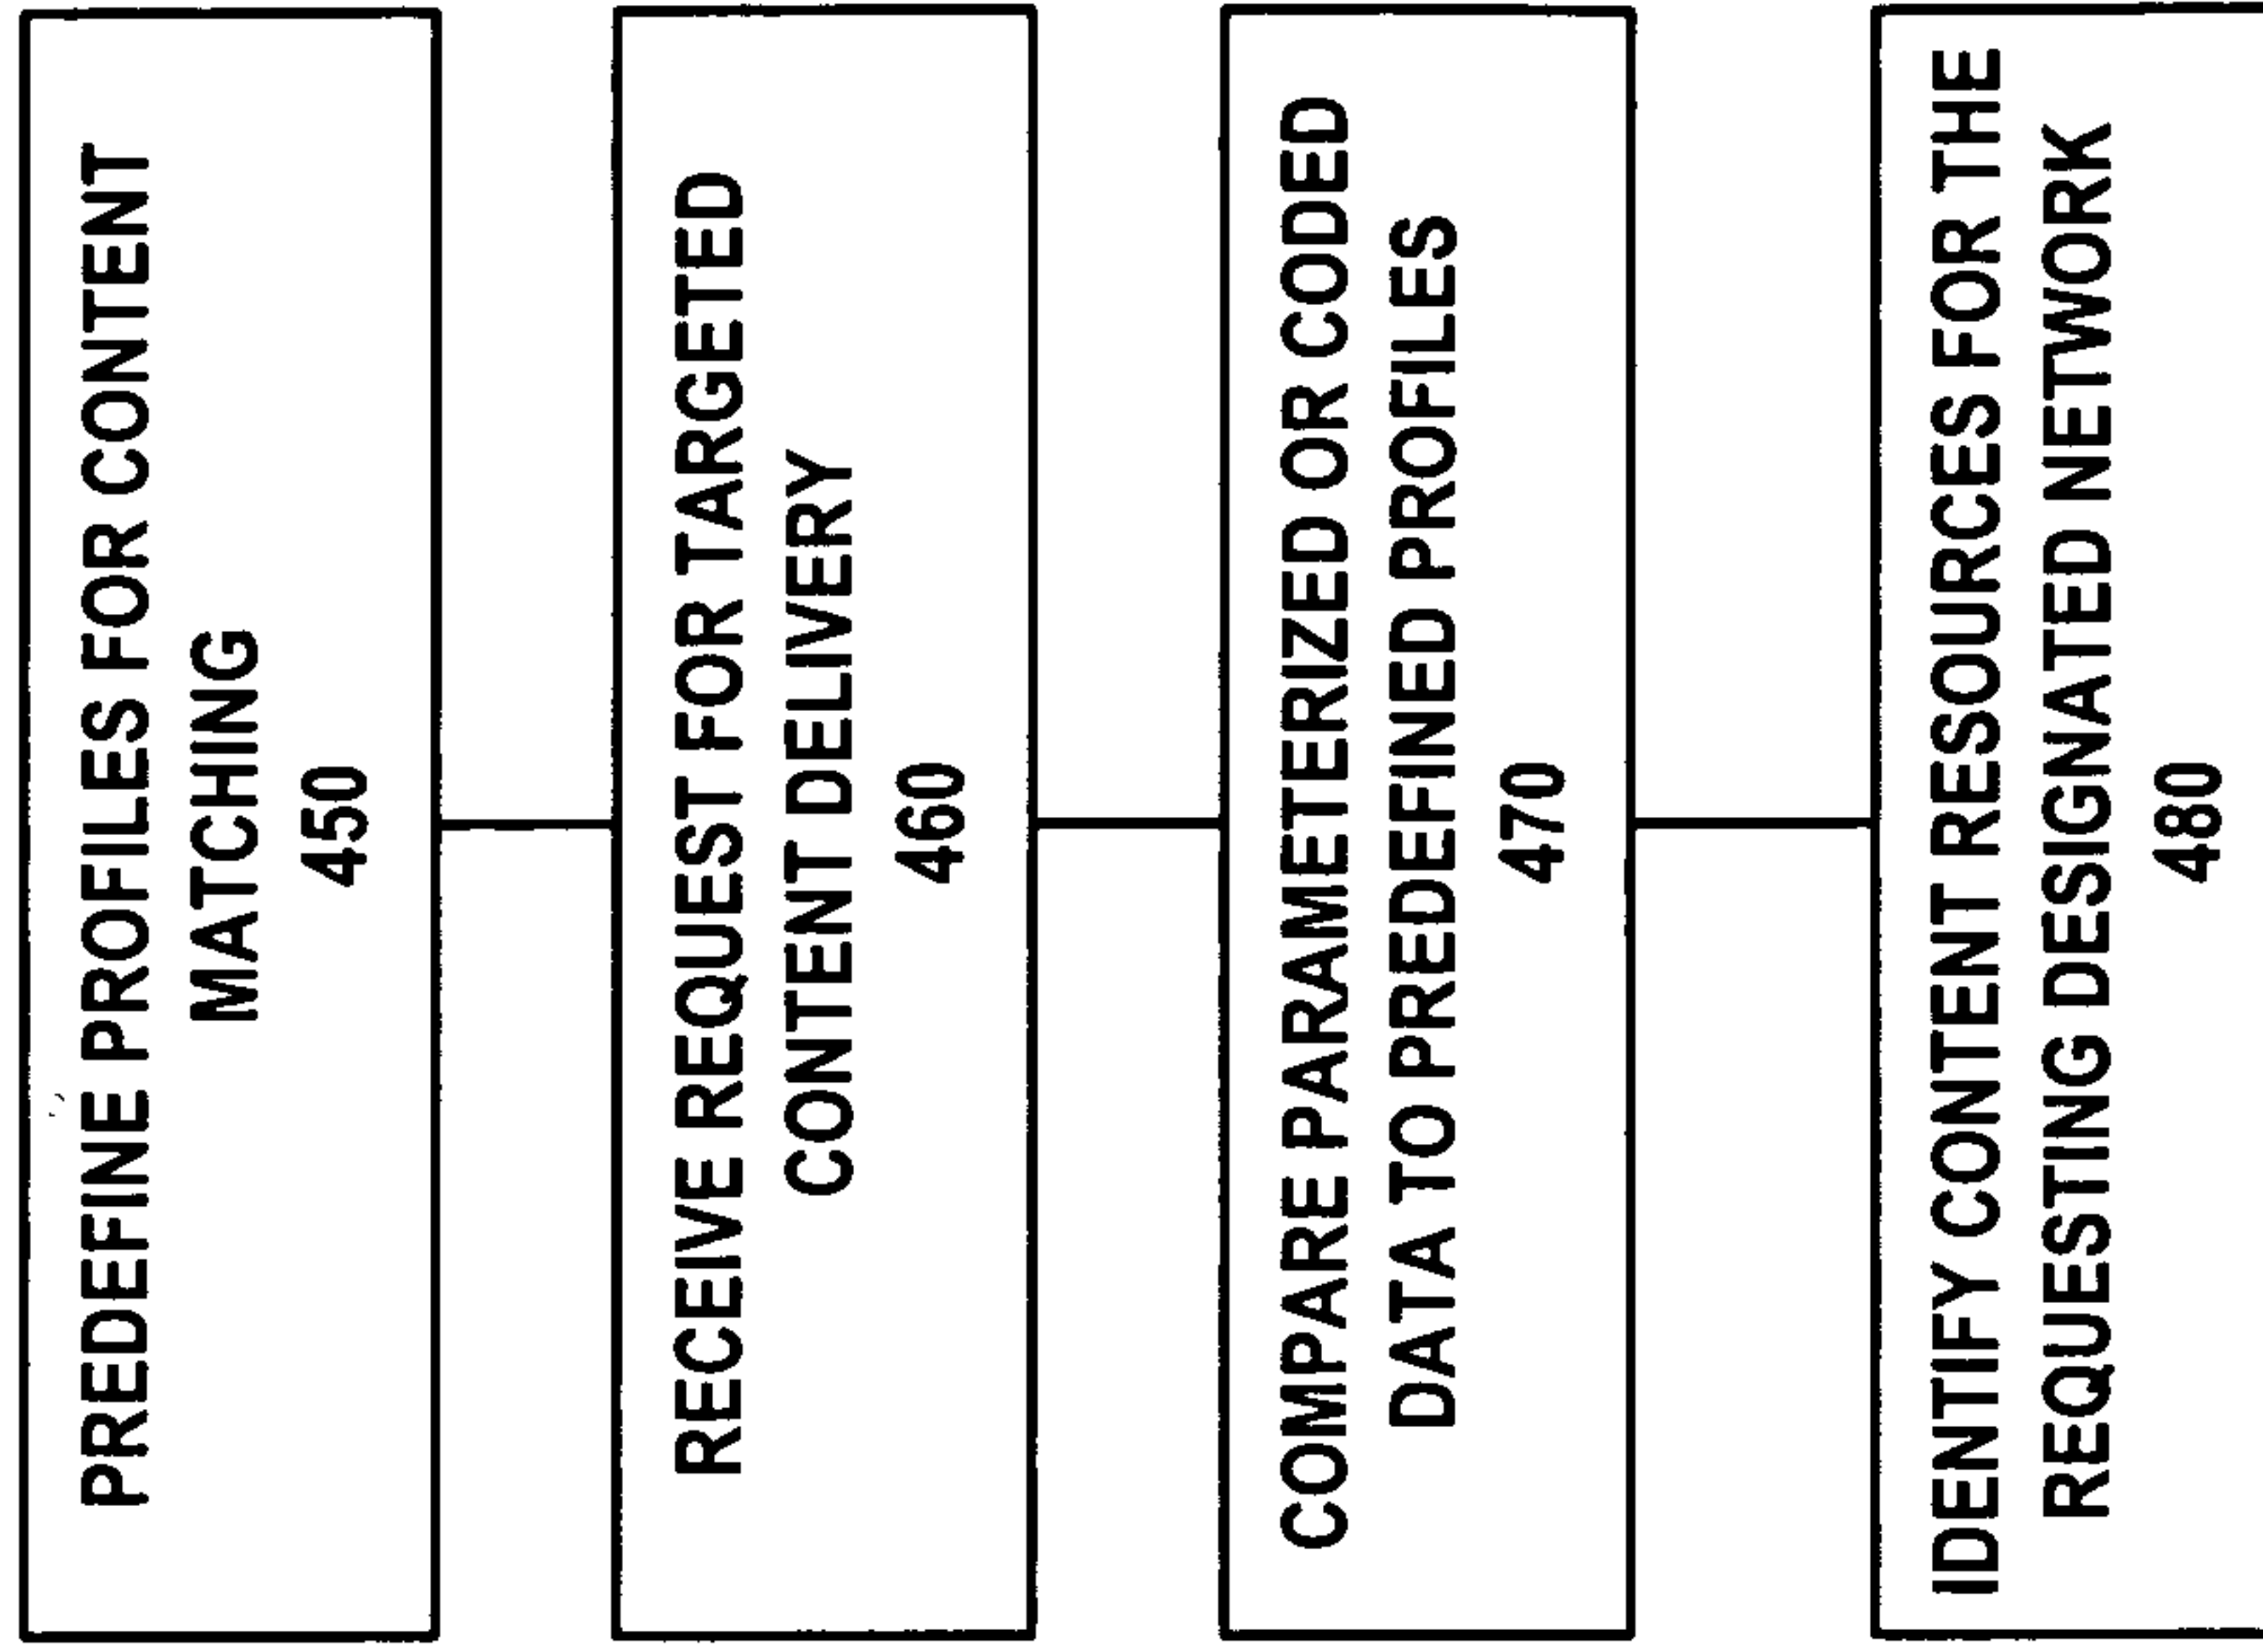 PREDEFINE PROFILES FOR CONTENT
MATCHING
450
RECEIVE REQUEST FOR TARGETED
CONTENT DELIVERY
460
COMPARE PARAMETERIZED OR CODED
DATA TO PREDEFINED PROFILES
470
IDENTIFY CONTENT RESOURCES FOR THE
REQUESTING DESIGNATED NETWORK
480